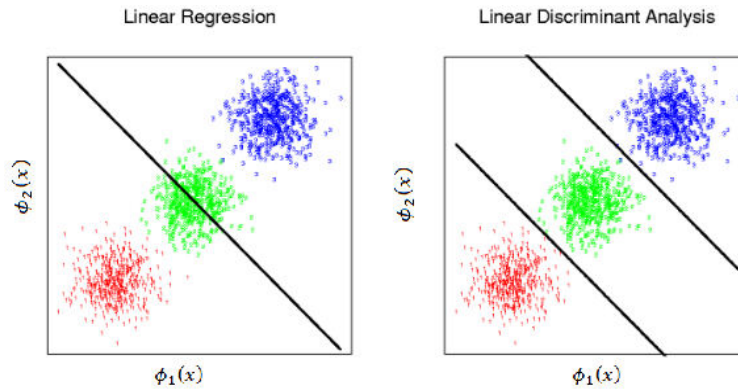 Linear Regression
Linear Discriminant Analysis
ϕ₂(x)
ϕ₂(x)
ϕ₁(x)
ϕ₁(x)